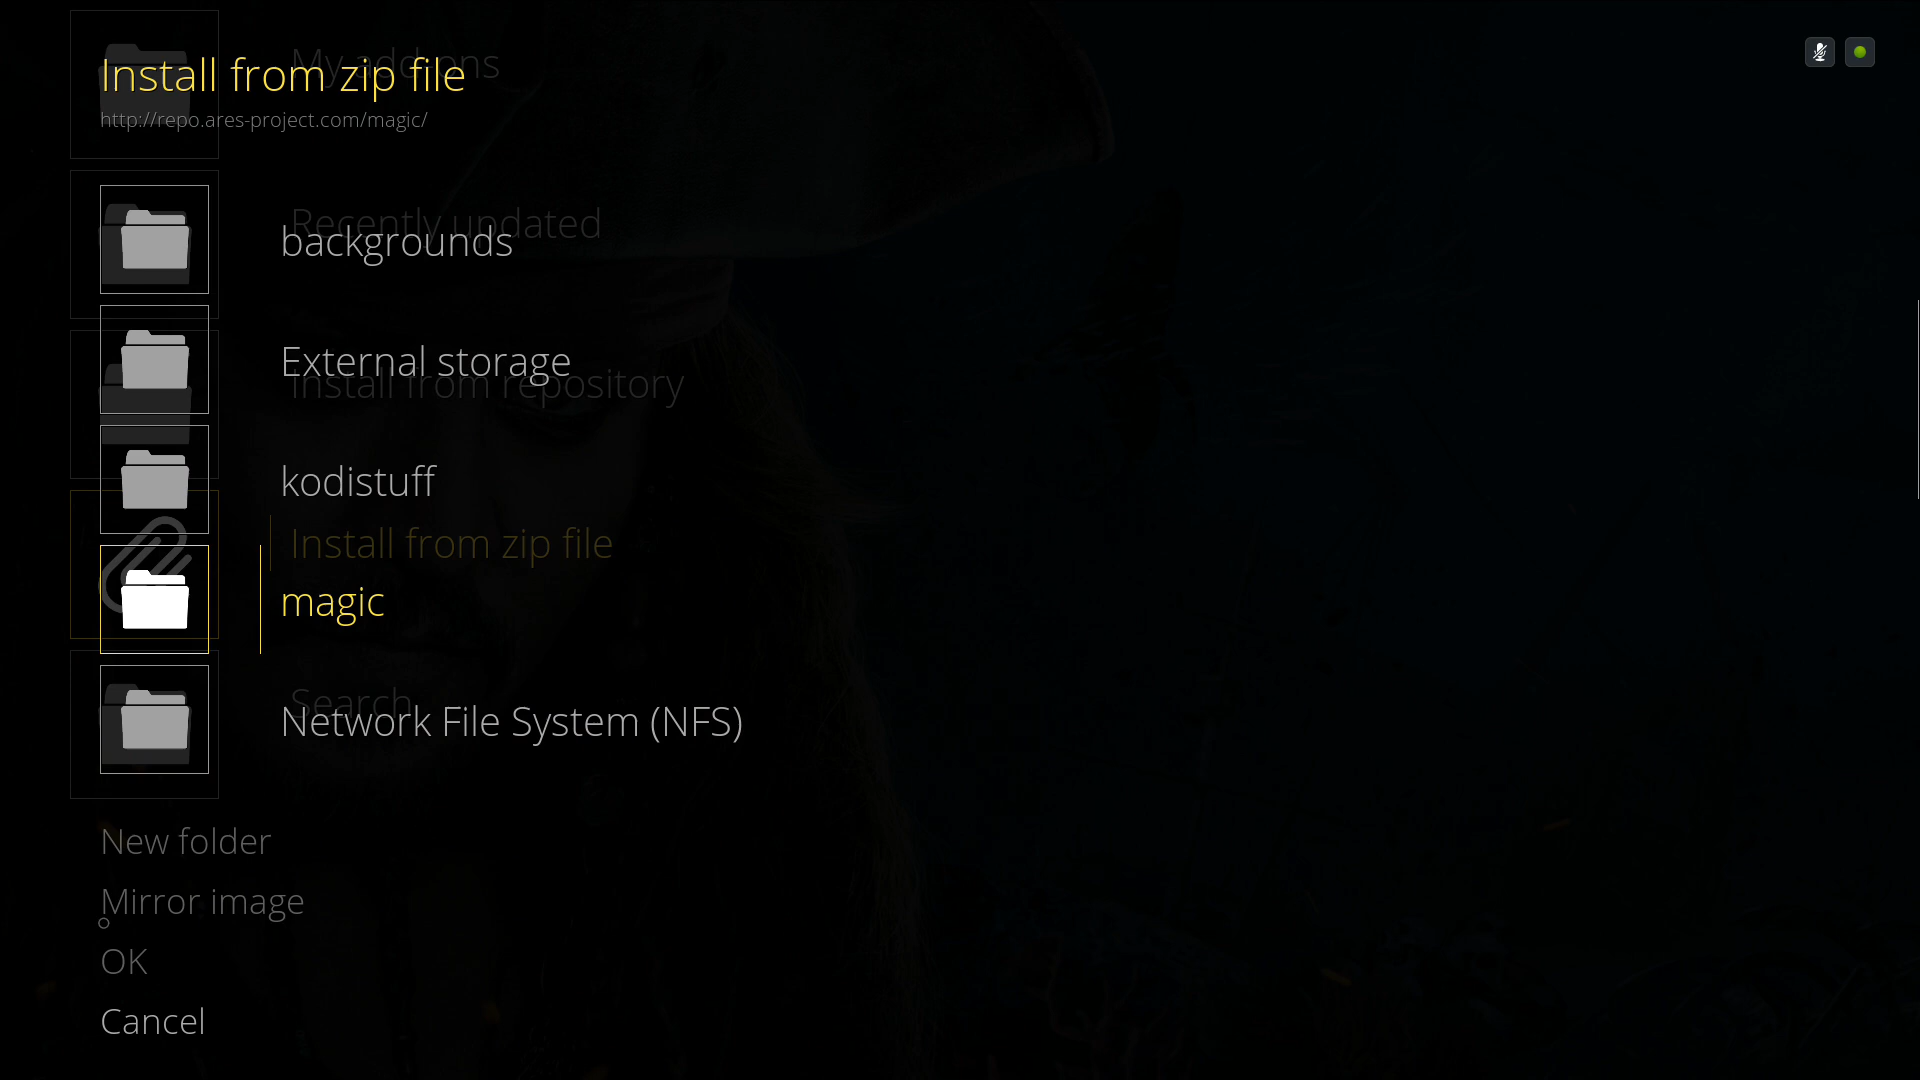 My add-ons
Install from zip file
http://repo.ares-project.com/magic/
Recently updated
backgrounds
External storage
Install from repository
kodistuff
Install from zip file
magic
Search
Network File System (NFS)
New folder
Mirror image
OK
Cancel